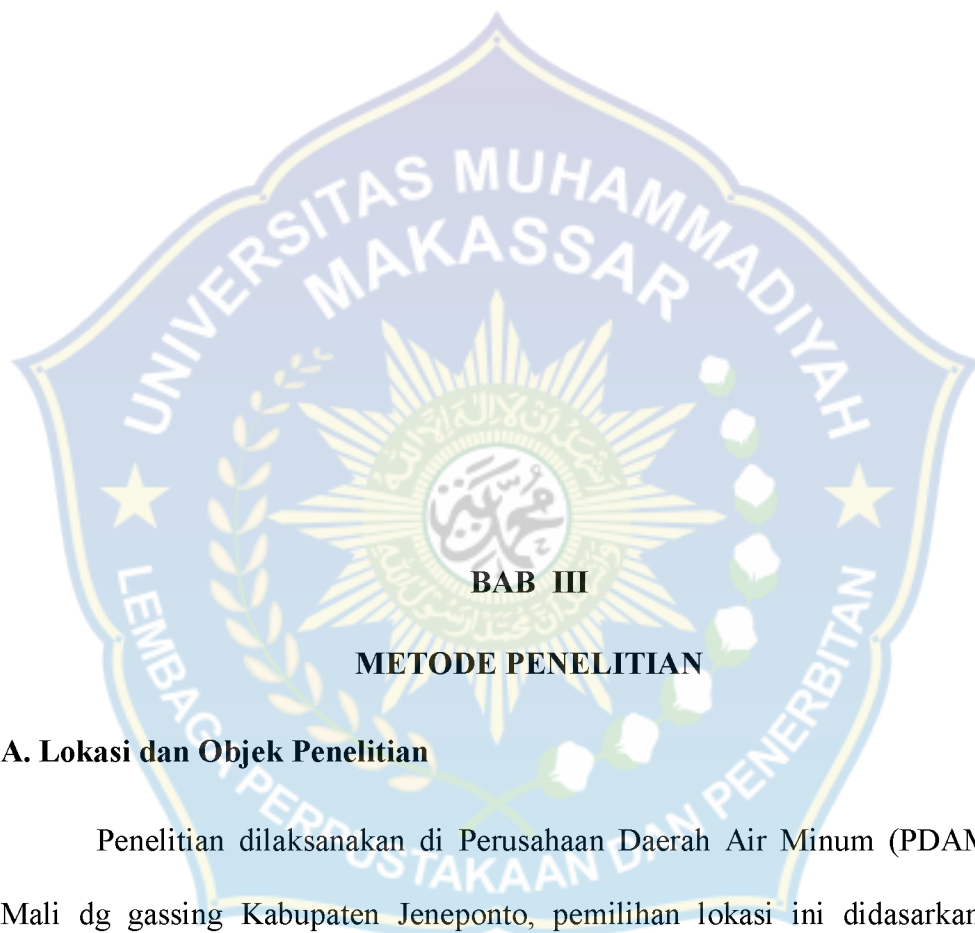 UNIVERSITAS MUHAMMADIYAH
MAKASSAR
BAB III
METODE PENELITIAN
A. Lokasi dan Objek Penelitian
Penelitian dilaksanakan di Perusahaan Daerah Air Minum (PDAM
Mali dg gassing Kabupaten Jeneponto, pemilihan lokasi ini didasarkan
LEMBAGA PERPUSTAKAAN DAN PENERBITAN